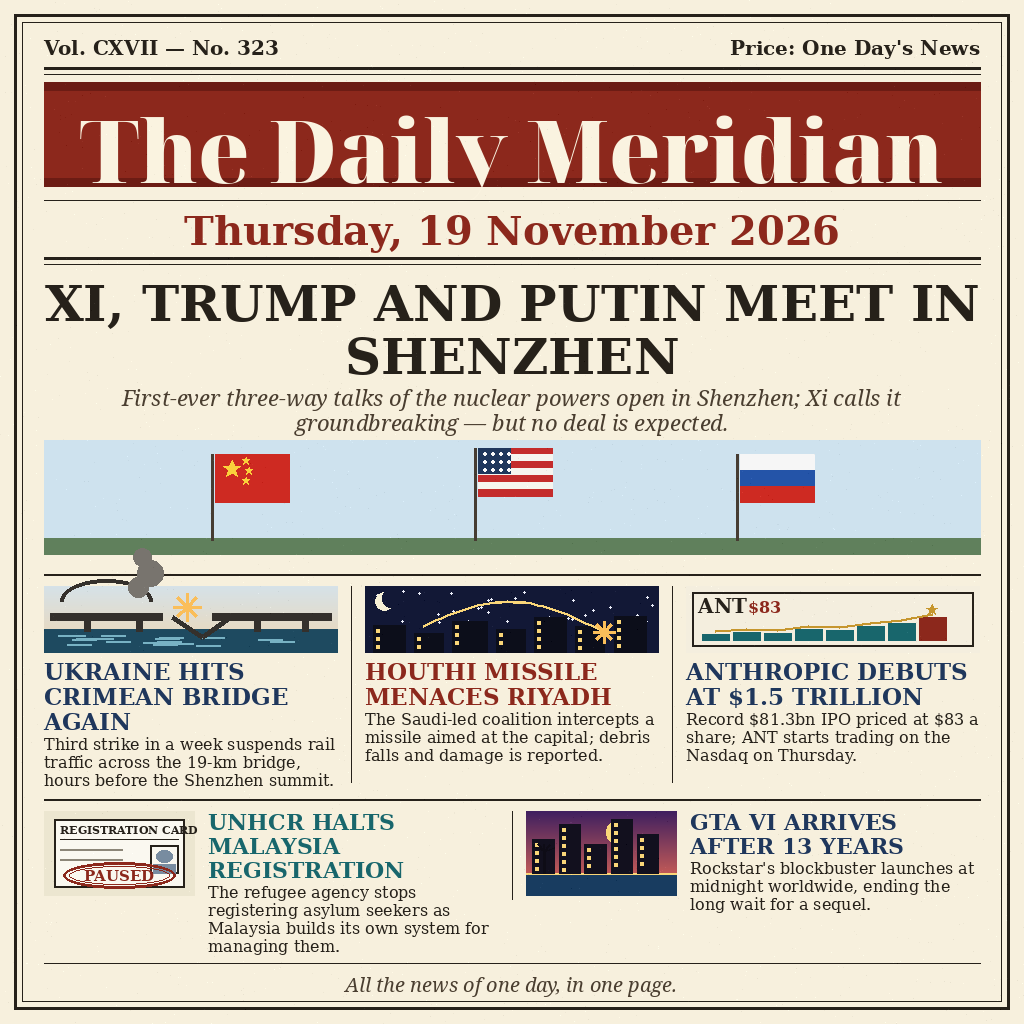 Vol. CXVII — No. 323
Price: One Day's News
The Daily Meridian
Thursday, 19 November 2026
XI, TRUMP AND PUTIN MEET IN
SHENZHEN
First-ever three-way talks of the nuclear powers open in Shenzhen; Xi calls it
groundbreaking — but no deal is expected.
UKRAINE HITS
CRIMEAN BRIDGE
AGAIN
Third strike in a week suspends rail
traffic across the 19-km bridge,
hours before the Shenzhen summit.
HOUTHI MISSILE
MENACES RIYADH
The Saudi-led coalition intercepts a
missile aimed at the capital; debris
falls and damage is reported.
ANT $83
ANTHROPIC DEBUTS
AT $1.5 TRILLION
Record $81.3bn IPO priced at $83 a
share; ANT starts trading on the
Nasdaq on Thursday.
REGISTRATION CARD
PAUSED
UNHCR HALTS
MALAYSIA
REGISTRATION
The refugee agency stops
registering asylum seekers as
Malaysia builds its own system for
managing them.
GTA VI ARRIVES
AFTER 13 YEARS
Rockstar's blockbuster launches at
midnight worldwide, ending the
long wait for a sequel.
All the news of one day, in one page.